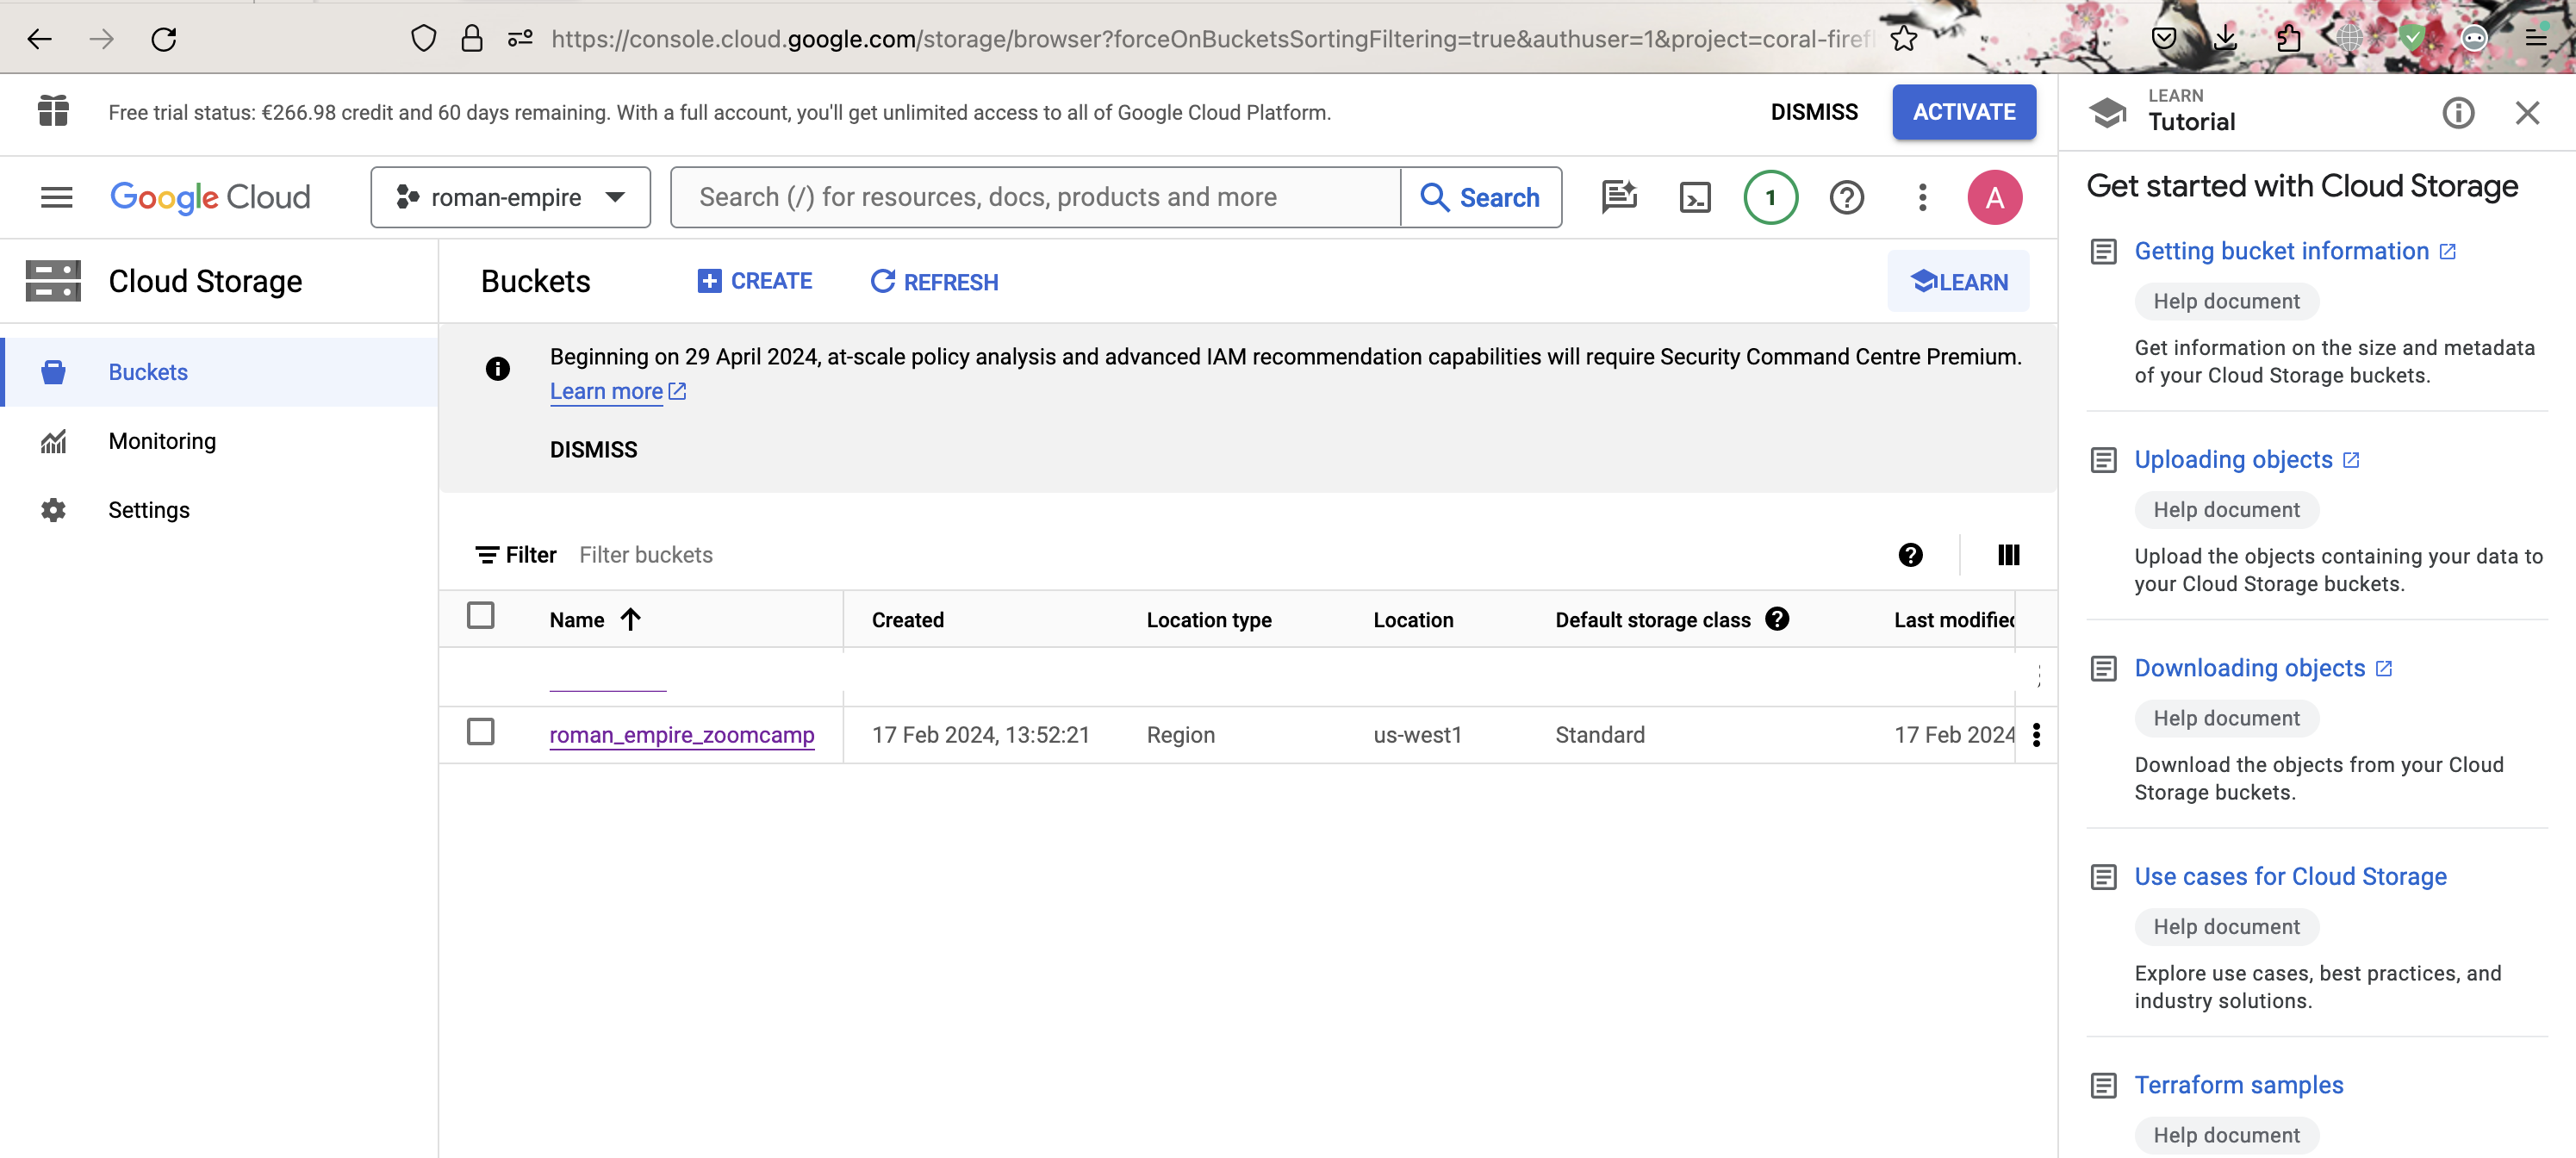 https://console.cloud.google.com/storage/browser?forceOnBucketsSortingFiltering=true&authuser=1&project=coral-firefl
Free trial status: €266.98 credit and 60 days remaining. With a full account, you'll get unlimited access to all of Google Cloud Platform.
DISMISS
ACTIVATE
Google Cloud
roman-empire
Search (/) for resources, docs, products and more
Search
1
A
Cloud Storage
Buckets
Monitoring
Settings
Buckets
CREATE
REFRESH
LEARN
Beginning on 29 April 2024, at-scale policy analysis and advanced IAM recommendation capabilities will require Security Command Centre Premium.
Learn more
DISMISS
Filter Filter buckets
Name Created Location type Location Default storage class Last modified
roman_empire_zoomcamp 17 Feb 2024, 13:52:21 Region us-west1 Standard 17 Feb 2024
LEARN
Tutorial
Get started with Cloud Storage
Getting bucket information
Help document
Get information on the size and metadata
of your Cloud Storage buckets.
Uploading objects
Help document
Upload the objects containing your data to
your Cloud Storage buckets.
Downloading objects
Help document
Download the objects from your Cloud
Storage buckets.
Use cases for Cloud Storage
Help document
Explore use cases, best practices, and
industry solutions.
Terraform samples
Help document